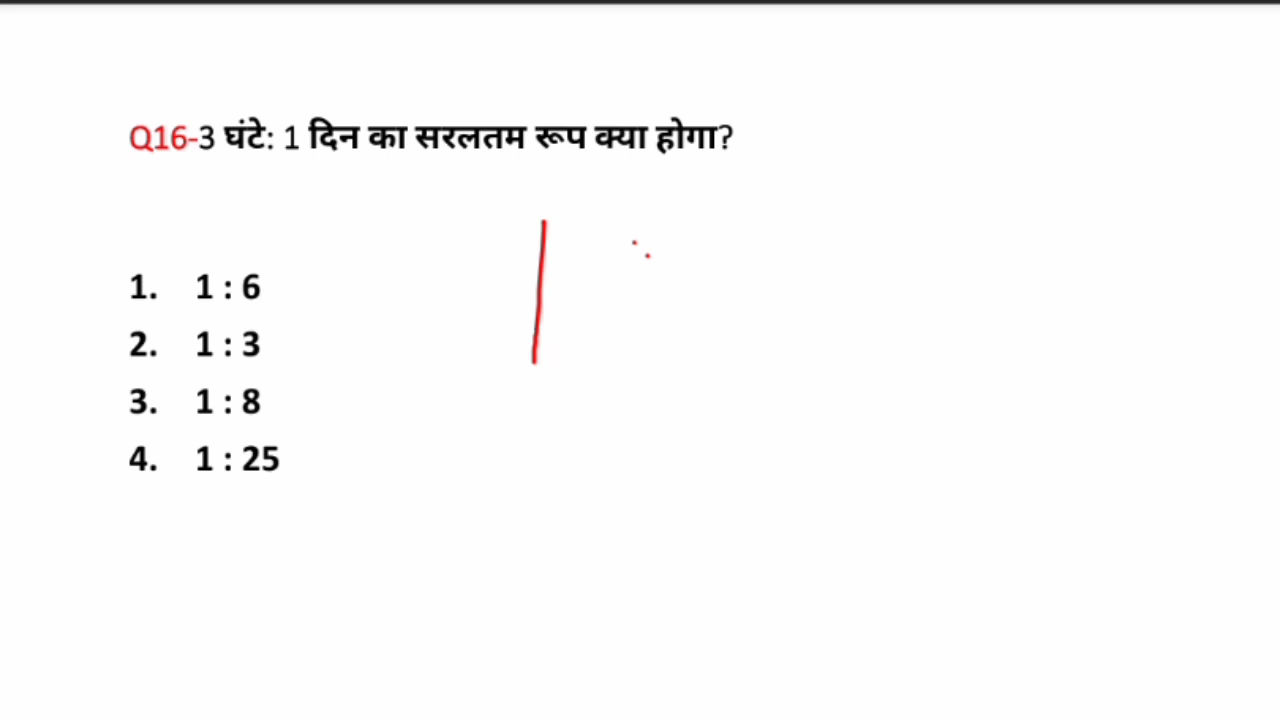 Q16-3 घंटे: 1 दिन का सरलतम रूप क्या होगा?
1. 1 : 6
2. 1 : 3
3. 1 : 8
4. 1 : 25